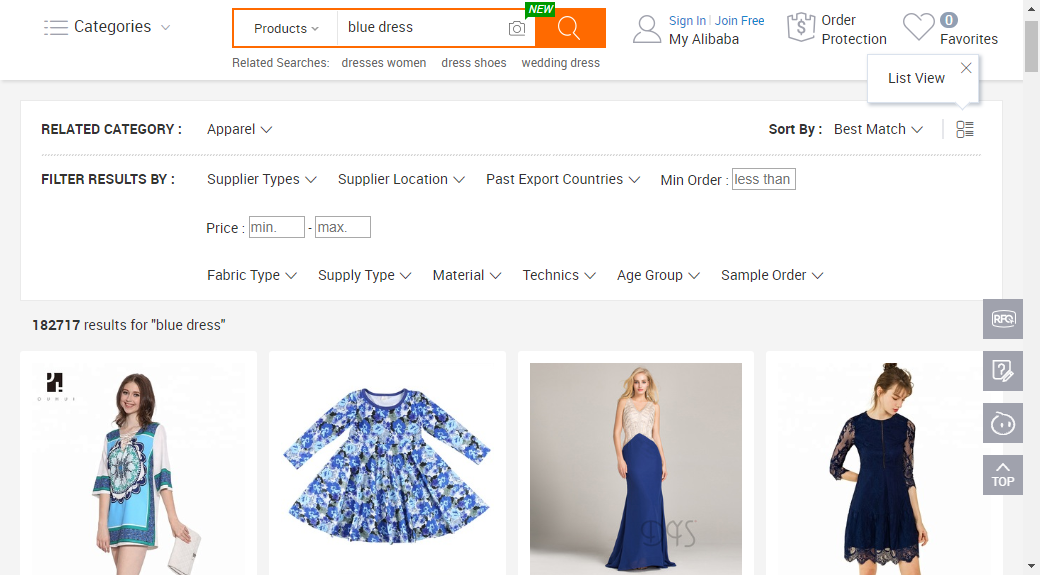 Categories
Products
blue dress
NEW
Sign In | Join Free
My Alibaba
Order
Protection
0
Favorites
Related Searches: dresses women dress shoes wedding dress
List View
RELATED CATEGORY : Apparel
Sort By : Best Match
FILTER RESULTS BY : Supplier Types Supplier Location Past Export Countries Min Order : less than
Price : min. - max.
Fabric Type Supply Type Material Technics Age Group Sample Order
182717 results for "blue dress"
RFQ
TOP